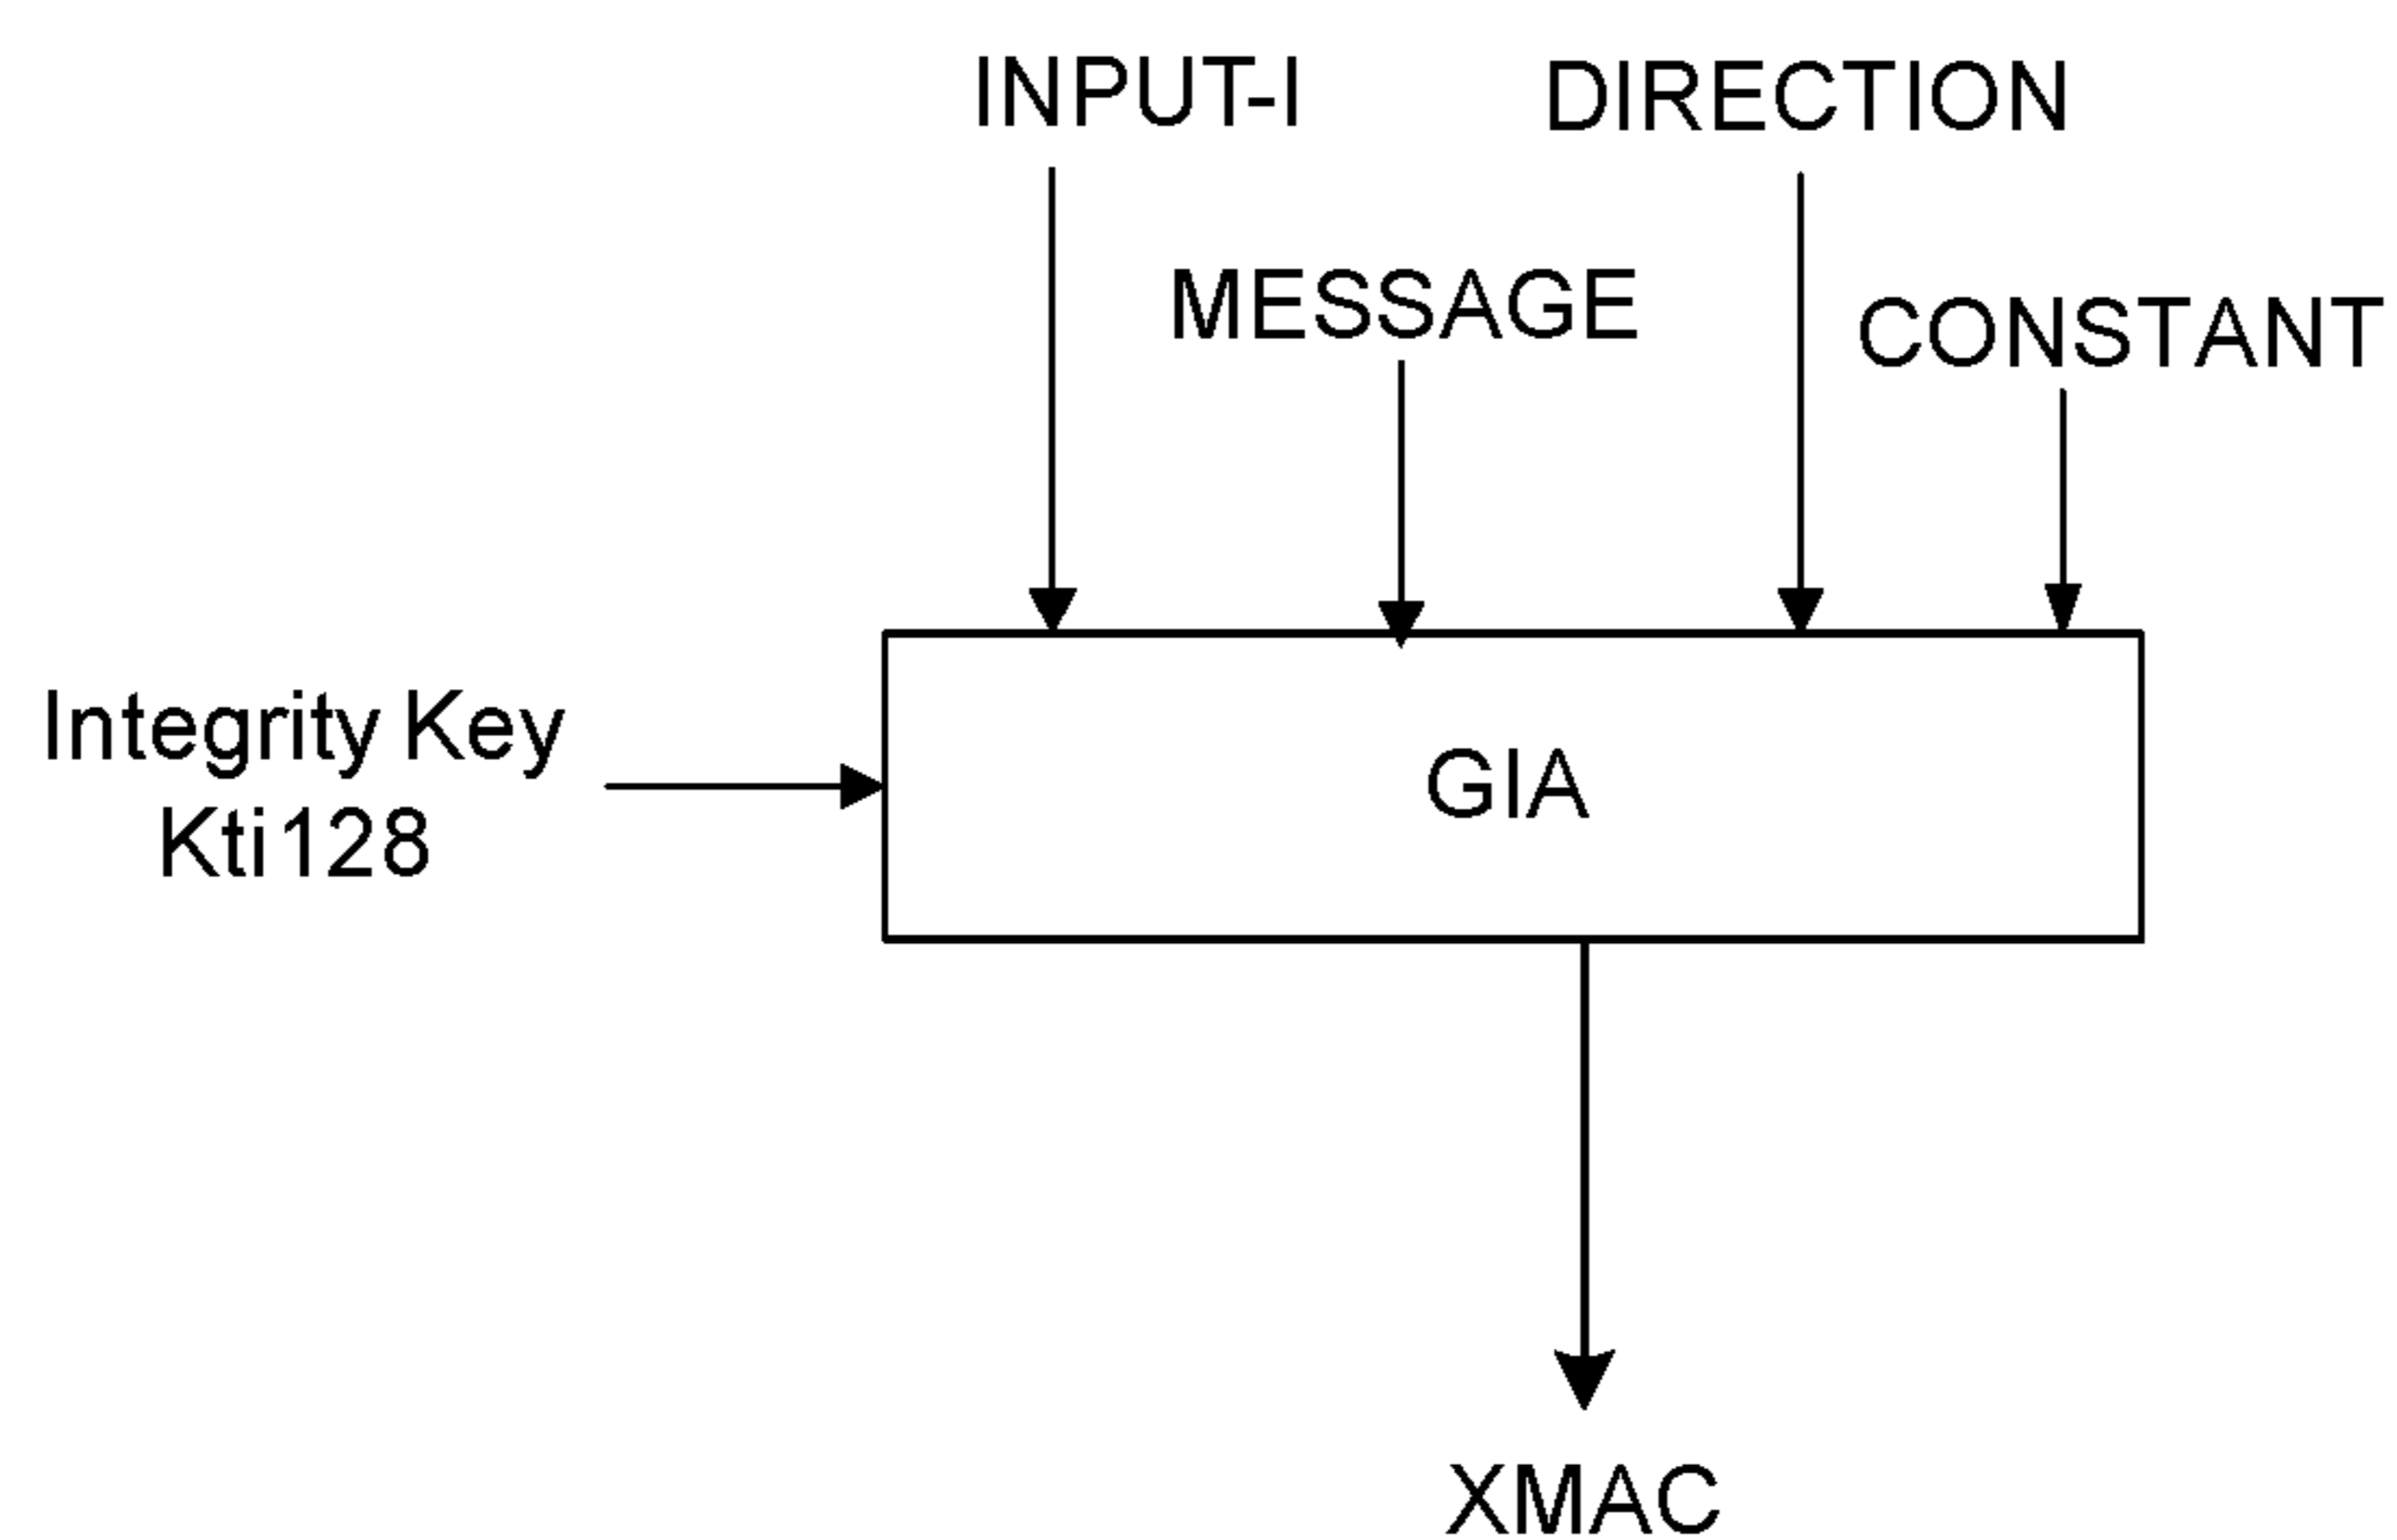 INPUT-I
DIRECTION
MESSAGE
CONSTANT
Integrity Key
Kti128
GIA
XMAC